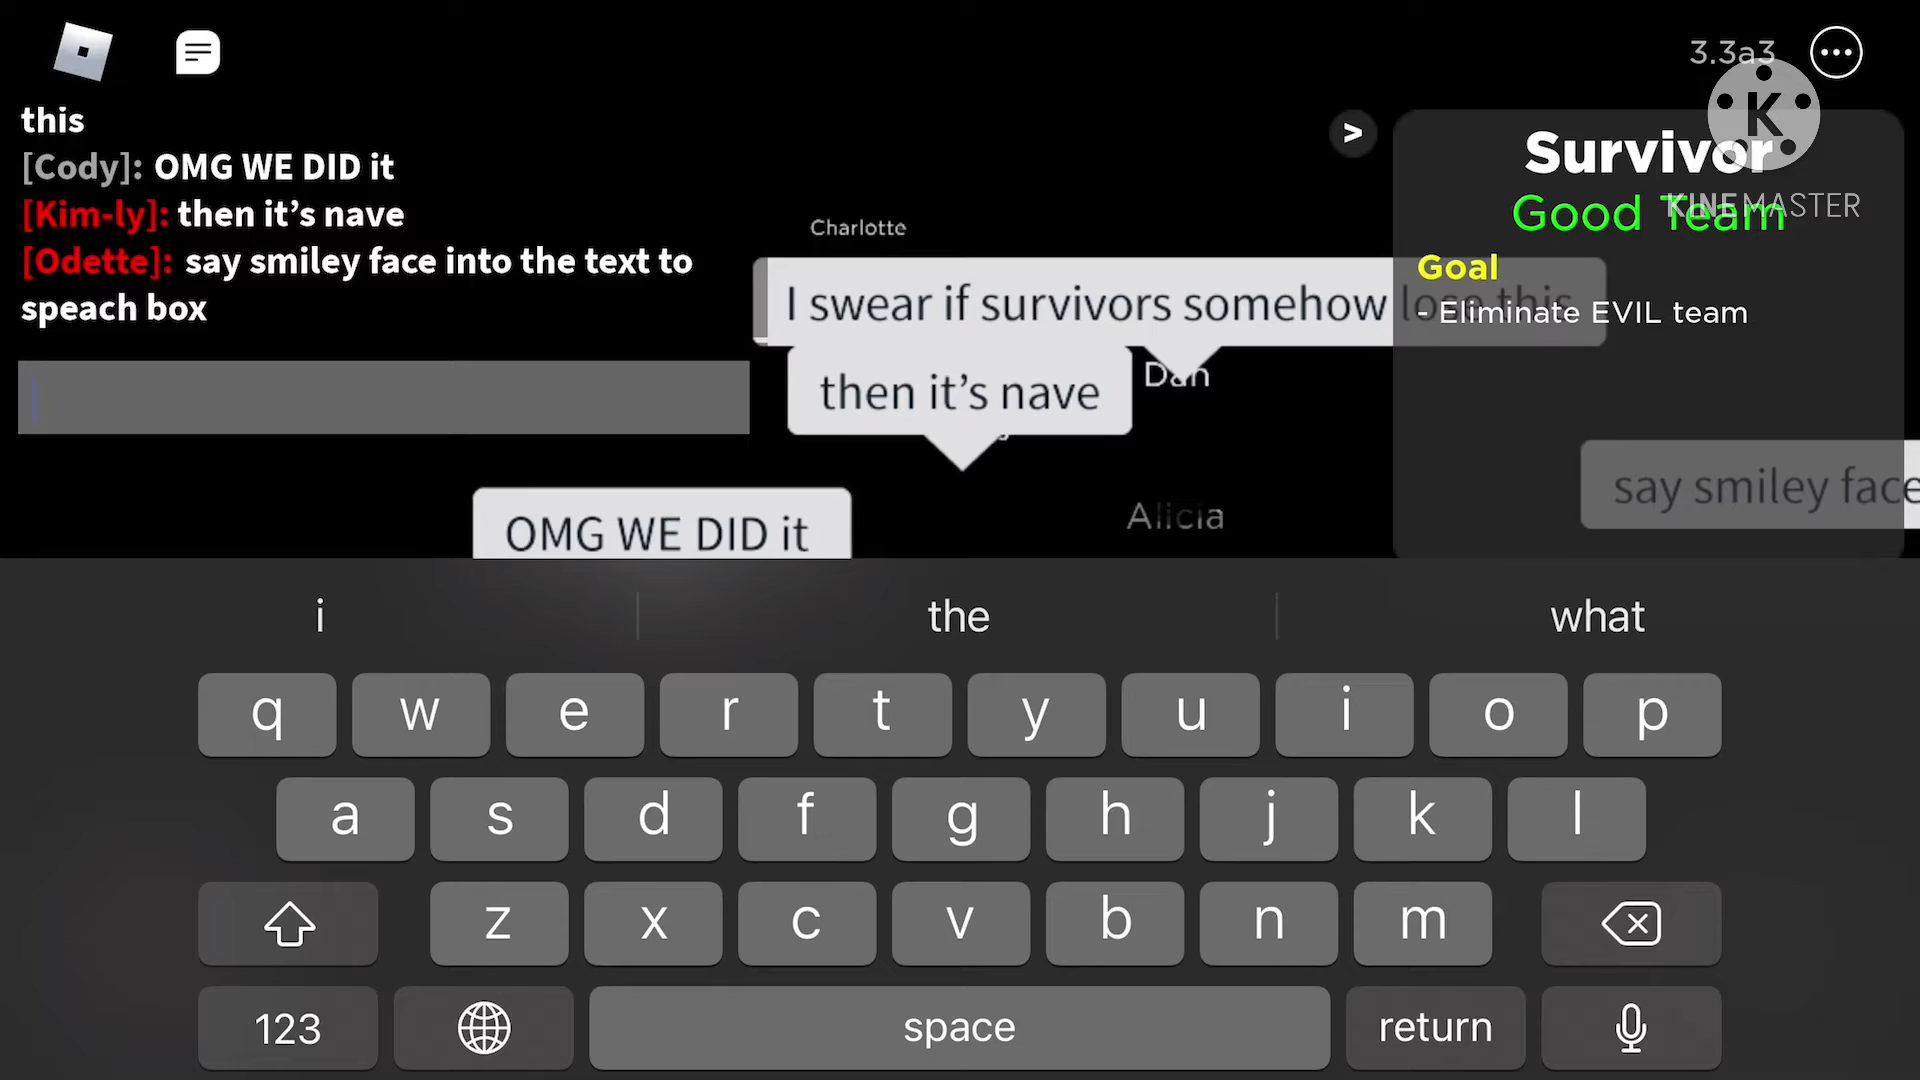 3.3a3
this
[Cody]: OMG WE DID it
[Kim-ly]: then it’s nave
[Odette]: say smiley face into the text to
speach box
>
Survivor
Good Team
Goal
- Eliminate EVIL team
K
KINEMASTER
Charlotte
I swear if survivors somehow lose this
Dan
then it’s nave
say smiley face
OMG WE DID it
Alicia
i the what
q w e r t y u i o p
a s d f g h j k l
z x c v b n m
123 space return